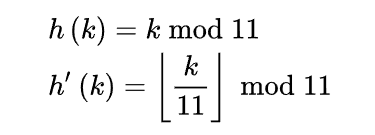 h (k) = k mod 11
h′ (k) = ⌊k/11⌋ mod 11